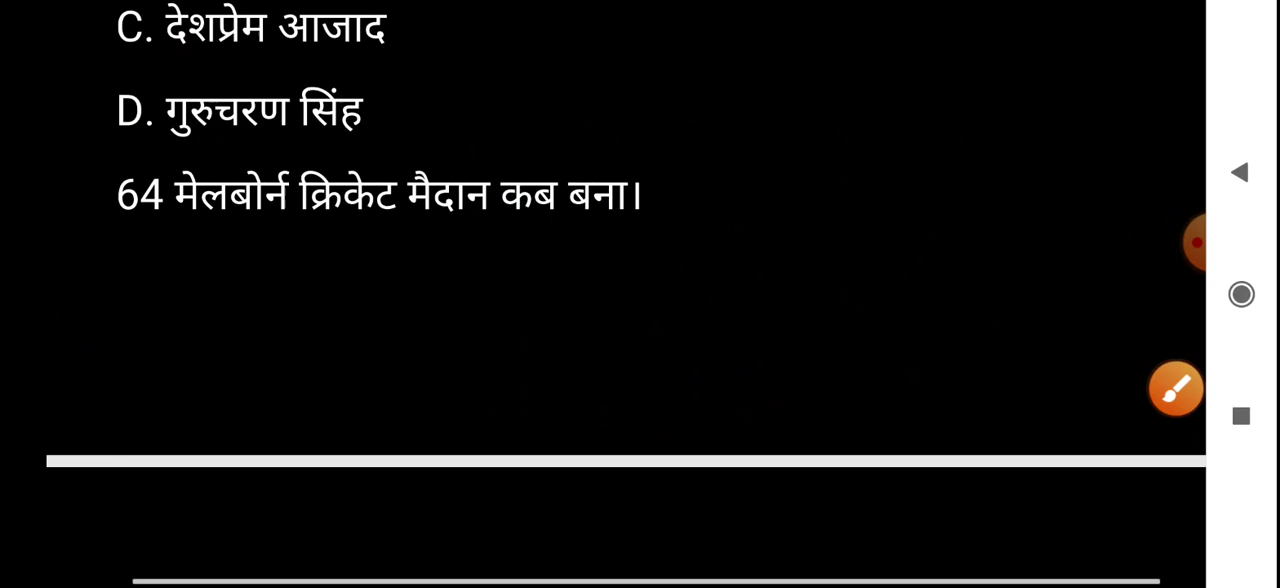 C. देशप्रेम आजाद
D. गुरुचरण सिंह
64 मेलबोर्न क्रिकेट मैदान कब बना।